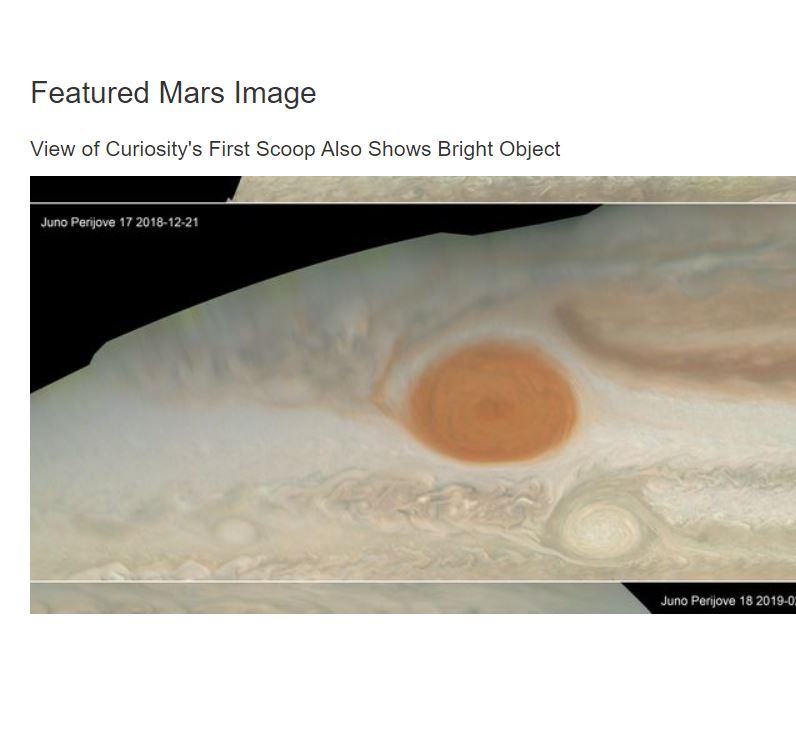 Featured Mars Image
View of Curiosity's First Scoop Also Shows Bright Object
Juno Perijove 17 2018-12-21
Juno Perijove 18 2019-0